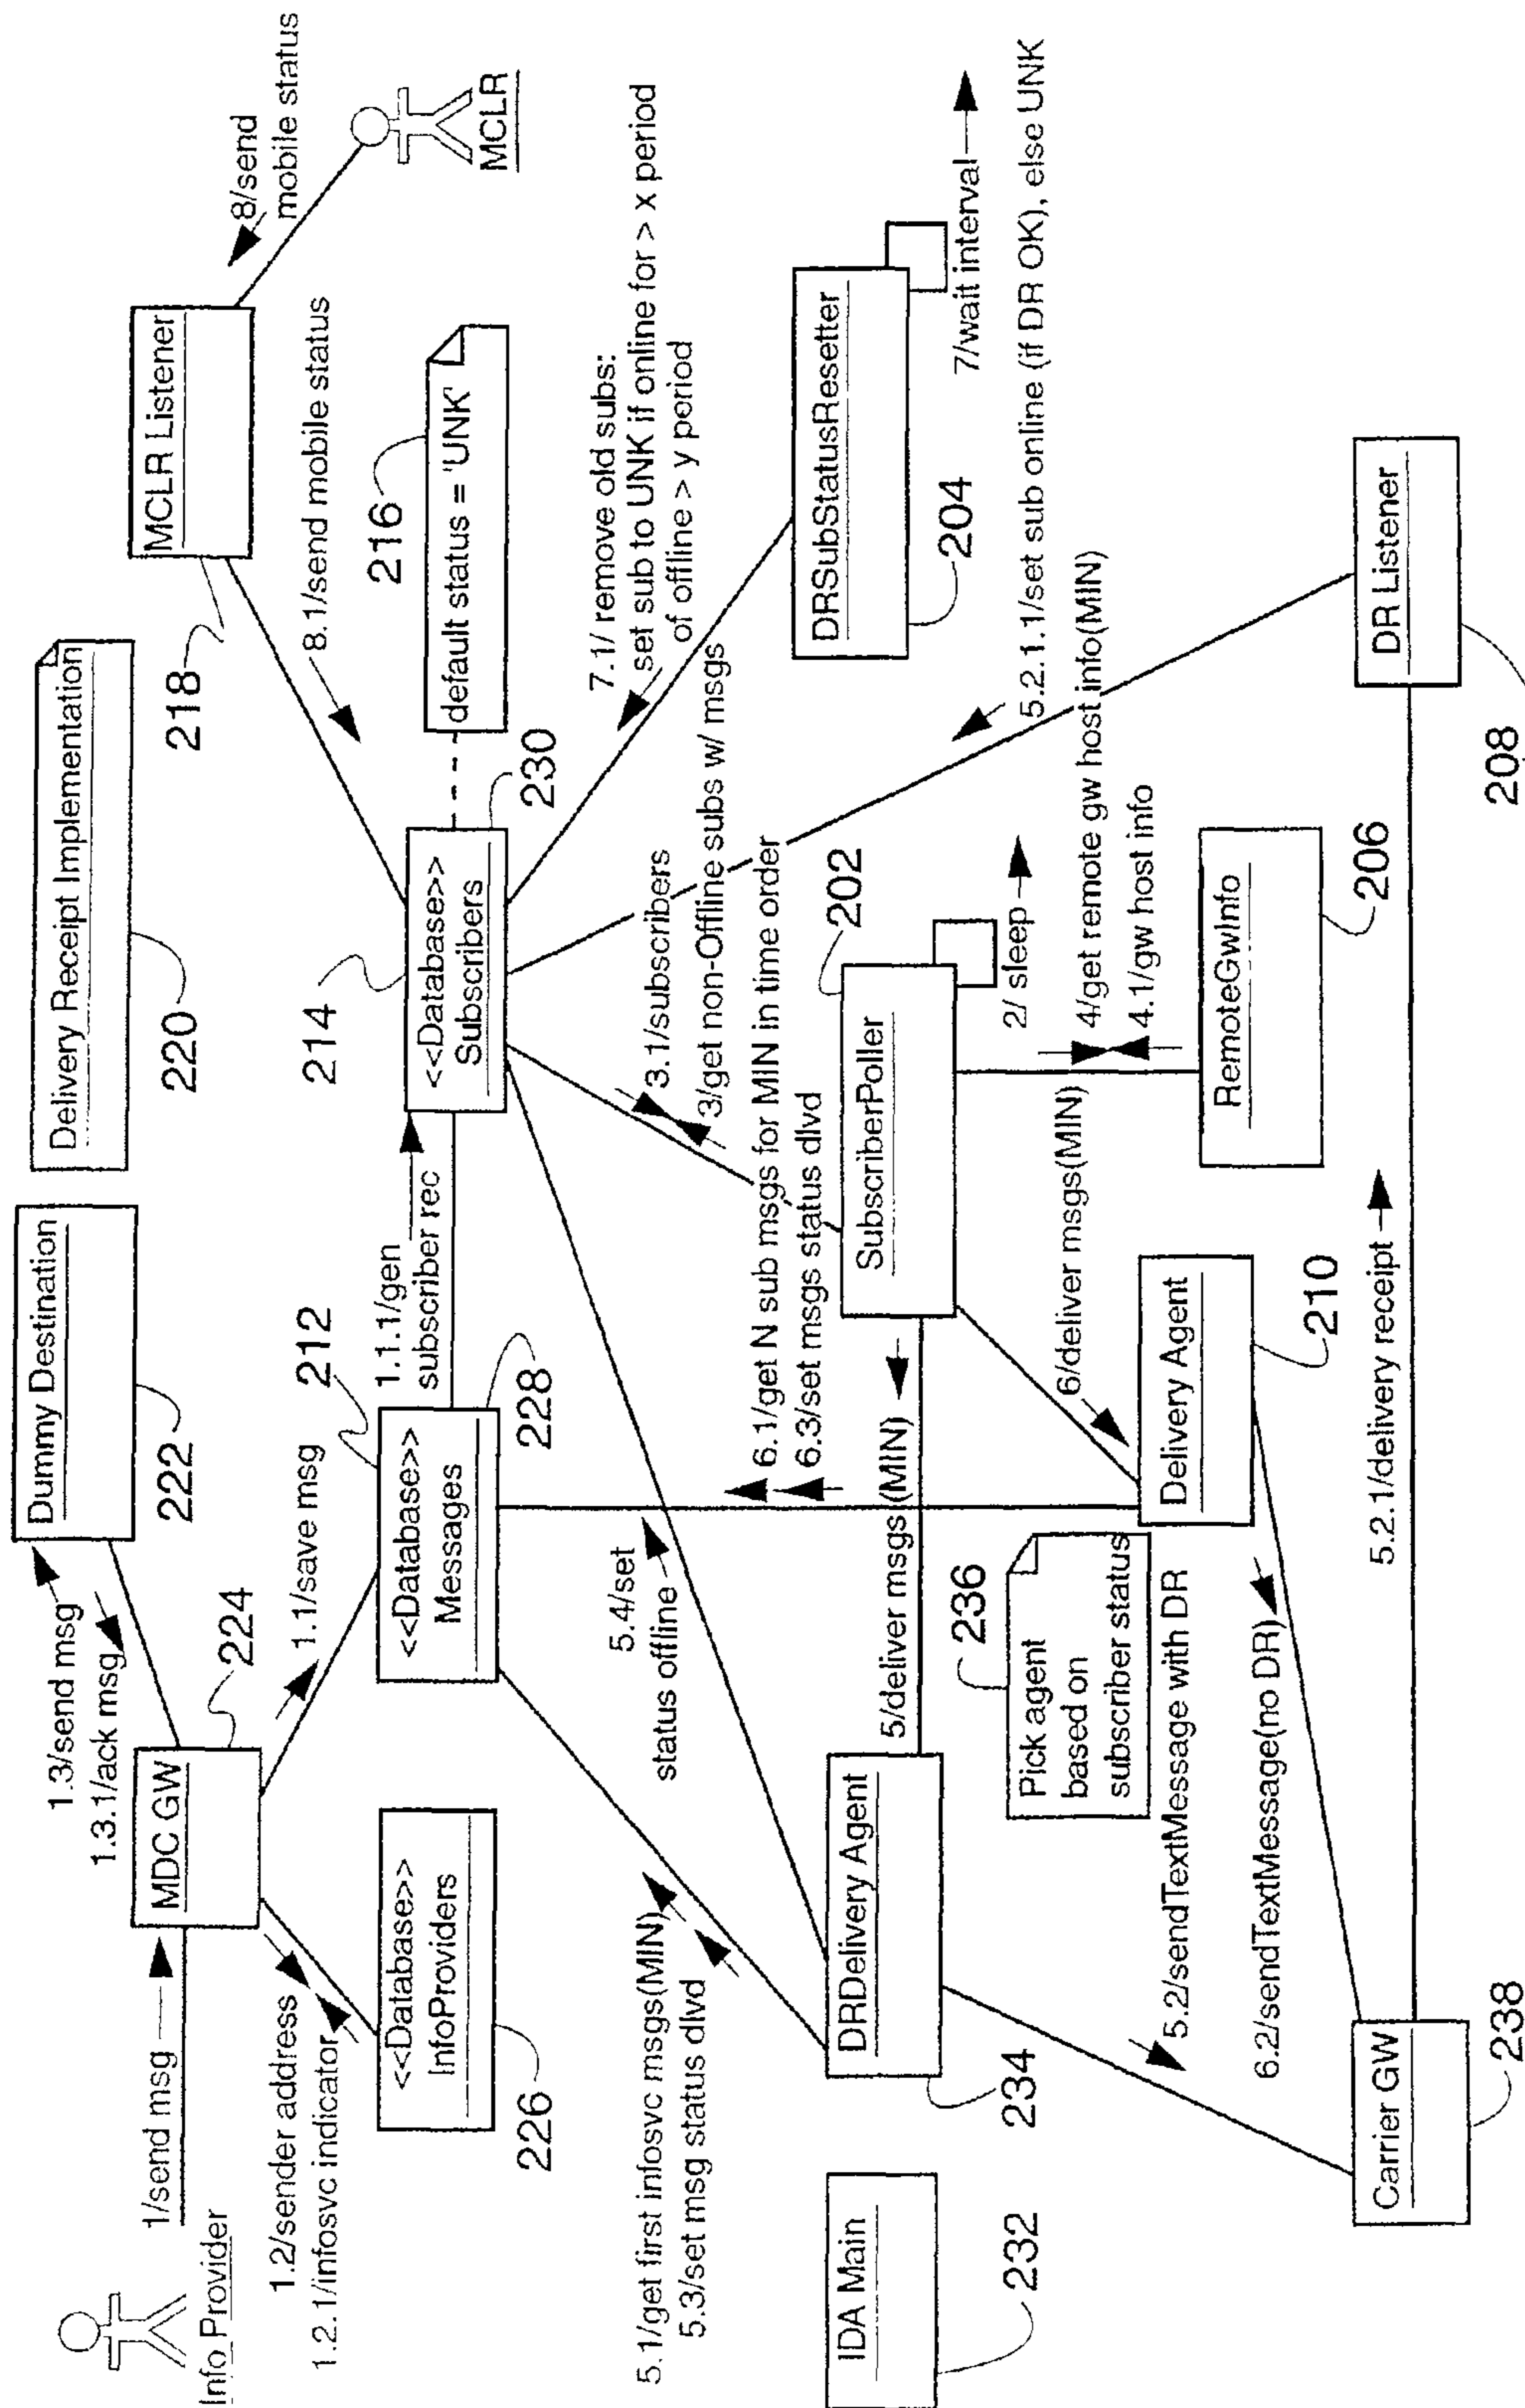 Info Provider
1/send msg
MDC GW
224
1.3/send msg
1.3.1/ack msg
Dummy Destination
222
Delivery Receipt Implementation
220
MCLR Listener
218
8/send
mobile status
MCLR
1.2/sender address
1.2.1/infosvc indicator
1.1/save msg
<<Database>>
InfoProviders
226
<<Database>>
Messages
212
228
1.1.1/gen
subscriber rec
<<Database>>
Subscribers
214
230
8.1/send mobile status
216
default status = 'UNK'
7.1/ remove old subs:
set sub to UNK if online for > x period
of offline > y period
5.1/get first infosvc msgs(MIN)
5.3/set msg status dlvd
5.4/set
status offline
6.1/get N sub msgs for MIN in time order
6.3/set msgs status dlvd
3.1/subscribers
3/get non-Offline subs w/ msgs
IDA Main
232
DRDelivery Agent
234
5/deliver msgs (MIN)
SubscriberPoller
202
2/ sleep
DRSubStatusResetter
204
7/wait interval
236
Pick agent
based on
subscriber status
6/deliver msgs(MIN)
4/get remote gw host info(MIN)
4.1/gw host info
5.2.1.1/set sub online (if DR OK), else UNK
5.2/sendTextMessage with DR
6.2/sendTextMessage(no DR)
Delivery Agent
210
RemoteGwInfo
206
Carrier GW
238
5.2.1/delivery receipt
DR Listener
208